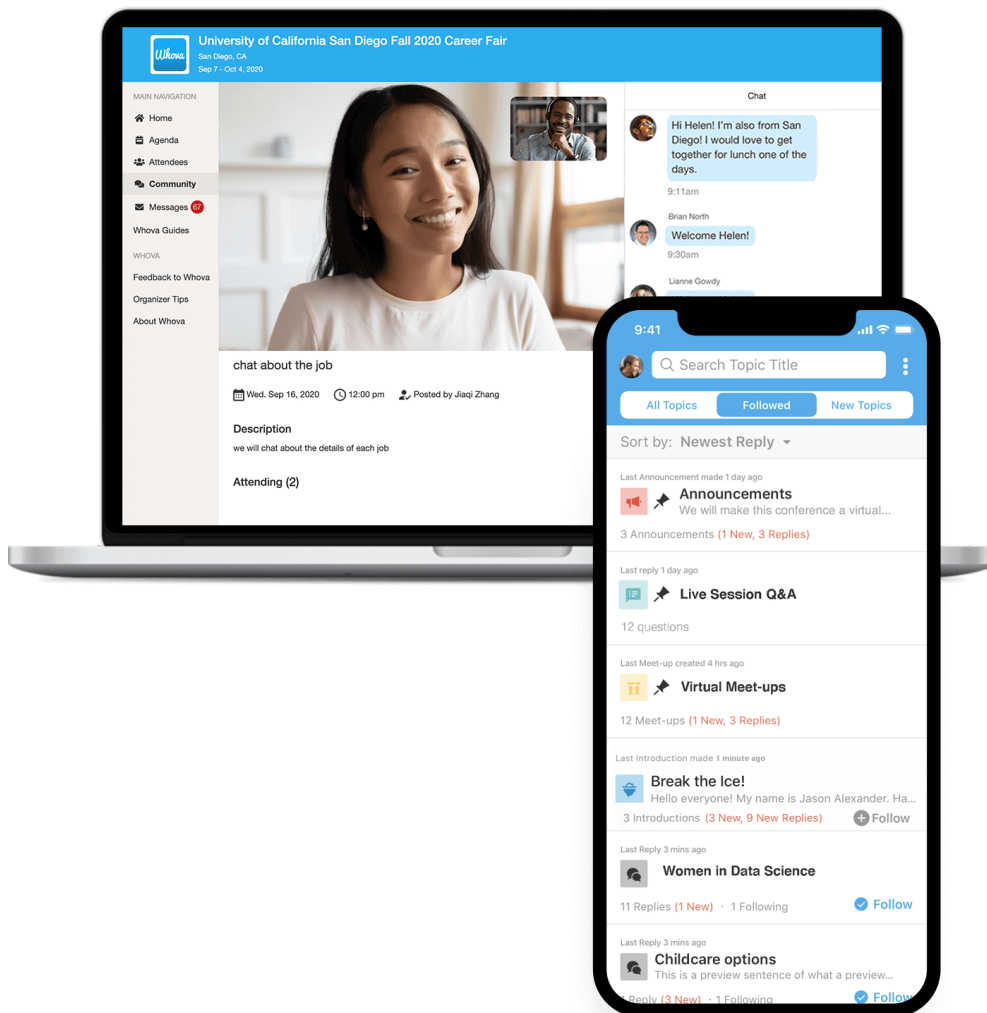 Whova
University of California San Diego Fall 2020 Career Fair
San Diego, CA
Sep 7 - Oct 4, 2020
MAIN NAVIGATION
Home
Agenda
Attendees
Community
Messages 67
Whova Guides
WHOVA
Feedback to Whova
Organizer Tips
About Whova
chat about the job
Wed. Sep 16, 2020 12:00 pm Posted by Jiaqi Zhang
Description
we will chat about the details of each job
Attending (2)
Chat
Hi Helen! I'm also from San
Diego! I would love to get
together for lunch one of the
days.
9:11am
Brian North
Welcome Helen!
9:30am
Lianne Gowdy
9:41
Search Topic Title
All Topics Followed New Topics
Sort by: Newest Reply
Last Announcement made 1 day ago
Announcements
We will make this conference a virtual...
3 Announcements (1 New, 3 Replies)
Last reply 1 day ago
Live Session Q&A
12 questions
Last Meet-up created 4 hrs ago
Virtual Meet-ups
12 Meet-ups (1 New, 3 Replies)
Last Introduction made 1 minute ago
Break the Ice!
Hello everyone! My name is Jason Alexander. Ha...
3 Introductions (3 New, 9 New Replies) Follow
Last Reply 3 mins ago
Women in Data Science
11 Replies (1 New) · 1 Following Follow
Last Reply 3 mins ago
Childcare options
This is a preview sentence of what a preview...
1 Reply (3 New) · 1 Following Follow